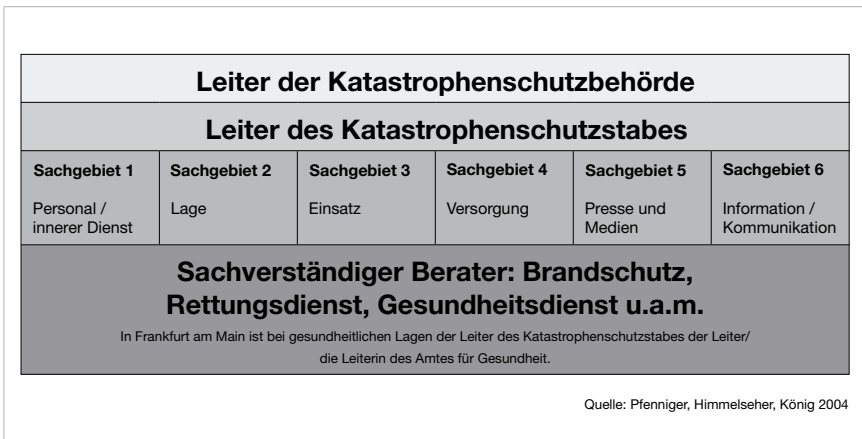 Leiter der Katastrophenschutzbehörde
Leiter des Katastrophenschutzstabes
Sachgebiet 1
Personal /
innerer Dienst
Sachgebiet 2
Lage
Sachgebiet 3
Einsatz
Sachgebiet 4
Versorgung
Sachgebiet 5
Presse und
Medien
Sachgebiet 6
Information /
Kommunikation
Sachverständiger Berater: Brandschutz,
Rettungsdienst, Gesundheitsdienst u.a.m.
In Frankfurt am Main ist bei gesundheitlichen Lagen der Leiter des Katastrophenschutzstabes der Leiter/
die Leiterin des Amtes für Gesundheit.
Quelle: Pfenniger, Himmelseher, König 2004